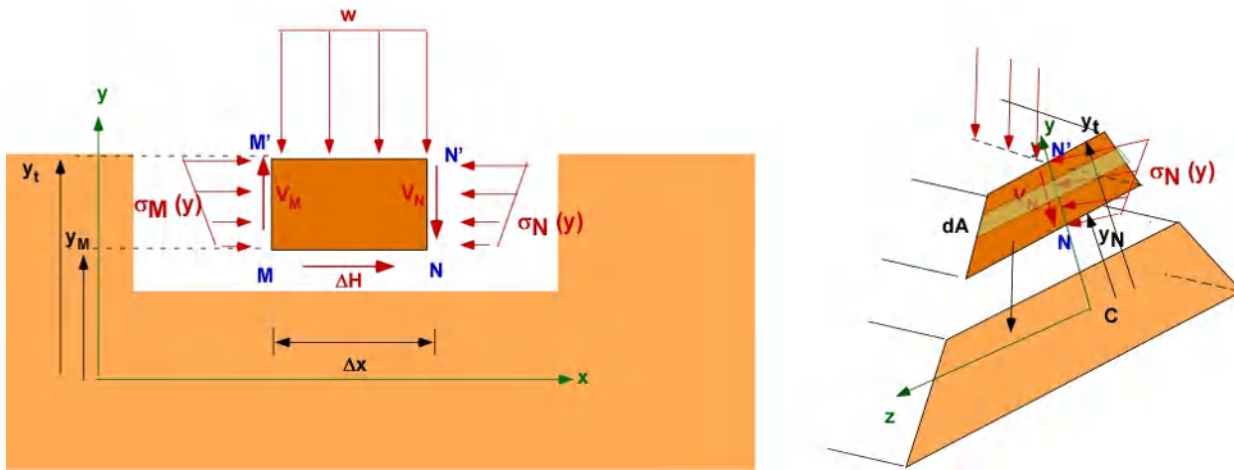 w
y
M'
N'
y_t
V_M
V_N
σ_M (y)
σ_N (y)
y_M
M
N
ΔH
Δx
x
y
y_t
N'
σ_N (y)
V_N
dA
N
y_N
C
z